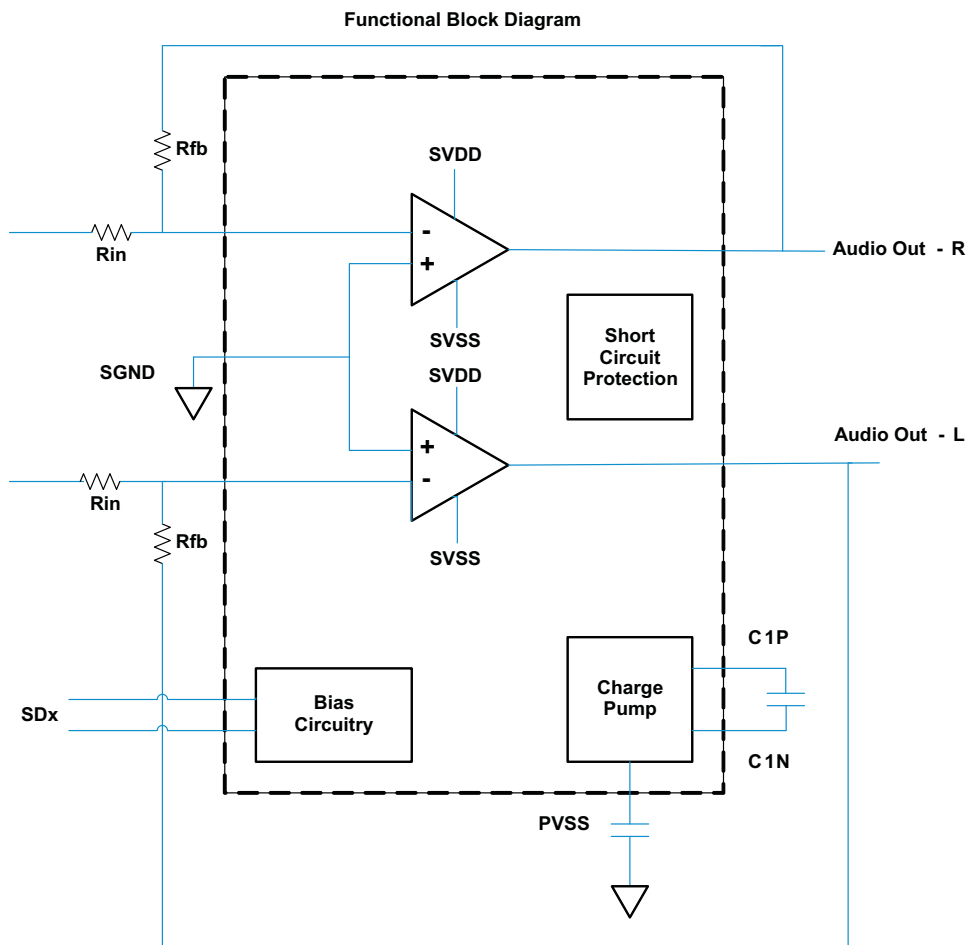 Functional Block Diagram
Rfb
SVDD
Rin
-
+
Audio Out - R
SVSS
Short
Circuit
Protection
SGND
SVDD
Audio Out - L
+
-
Rin
Rfb
SVSS
C1P
SDx
Bias
Circuitry
Charge
Pump
C1N
PVSS